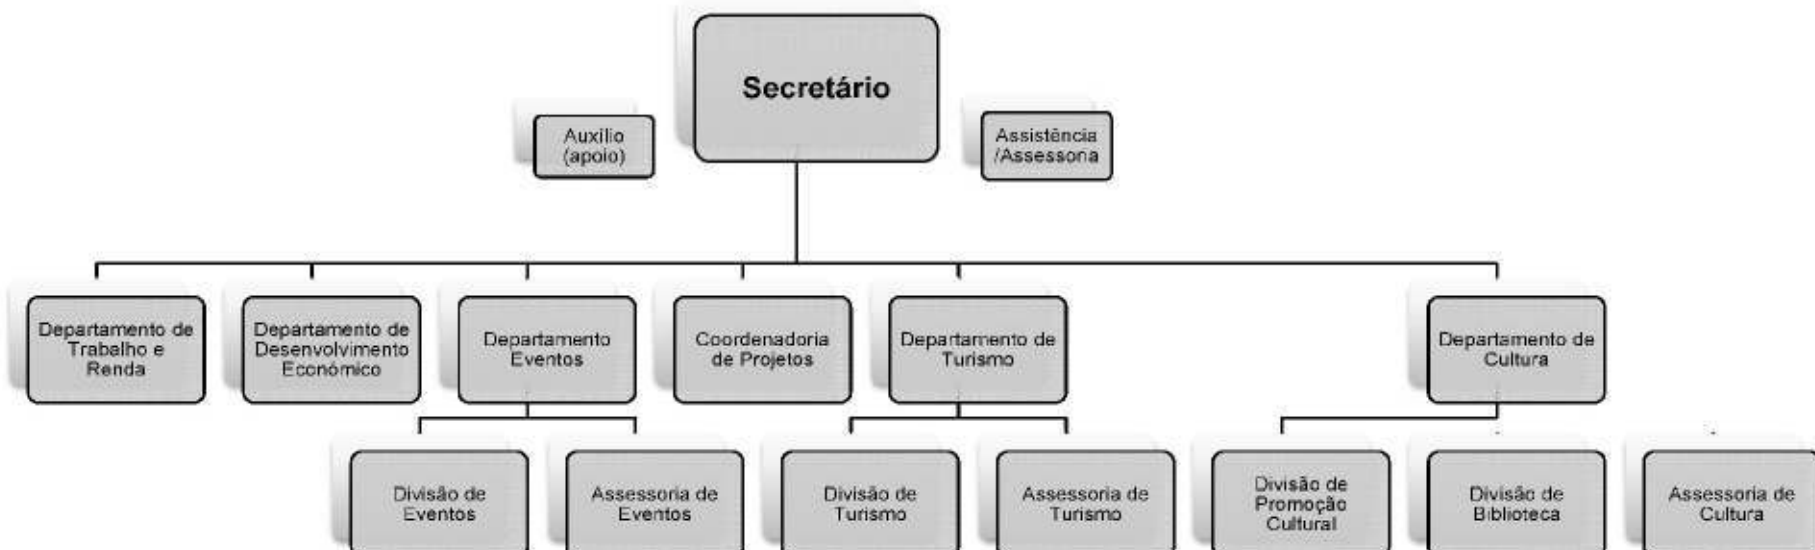 Secretário
Auxílio
(apoio)
Assistência
/Assessoria
Departamento de
Trabalho e
Renda
Departamento de
Desenvolvimento
Econômico
Departamento
Eventos
Coordenadoria
de Projetos
Departamento de
Turismo
Departamento de
Cultura
Divisão de
Eventos
Assessoria de
Eventos
Divisão de
Turismo
Assessoria de
Turismo
Divisão de
Promoção
Cultural
Divisão de
Biblioteca
Assessoria de
Cultura